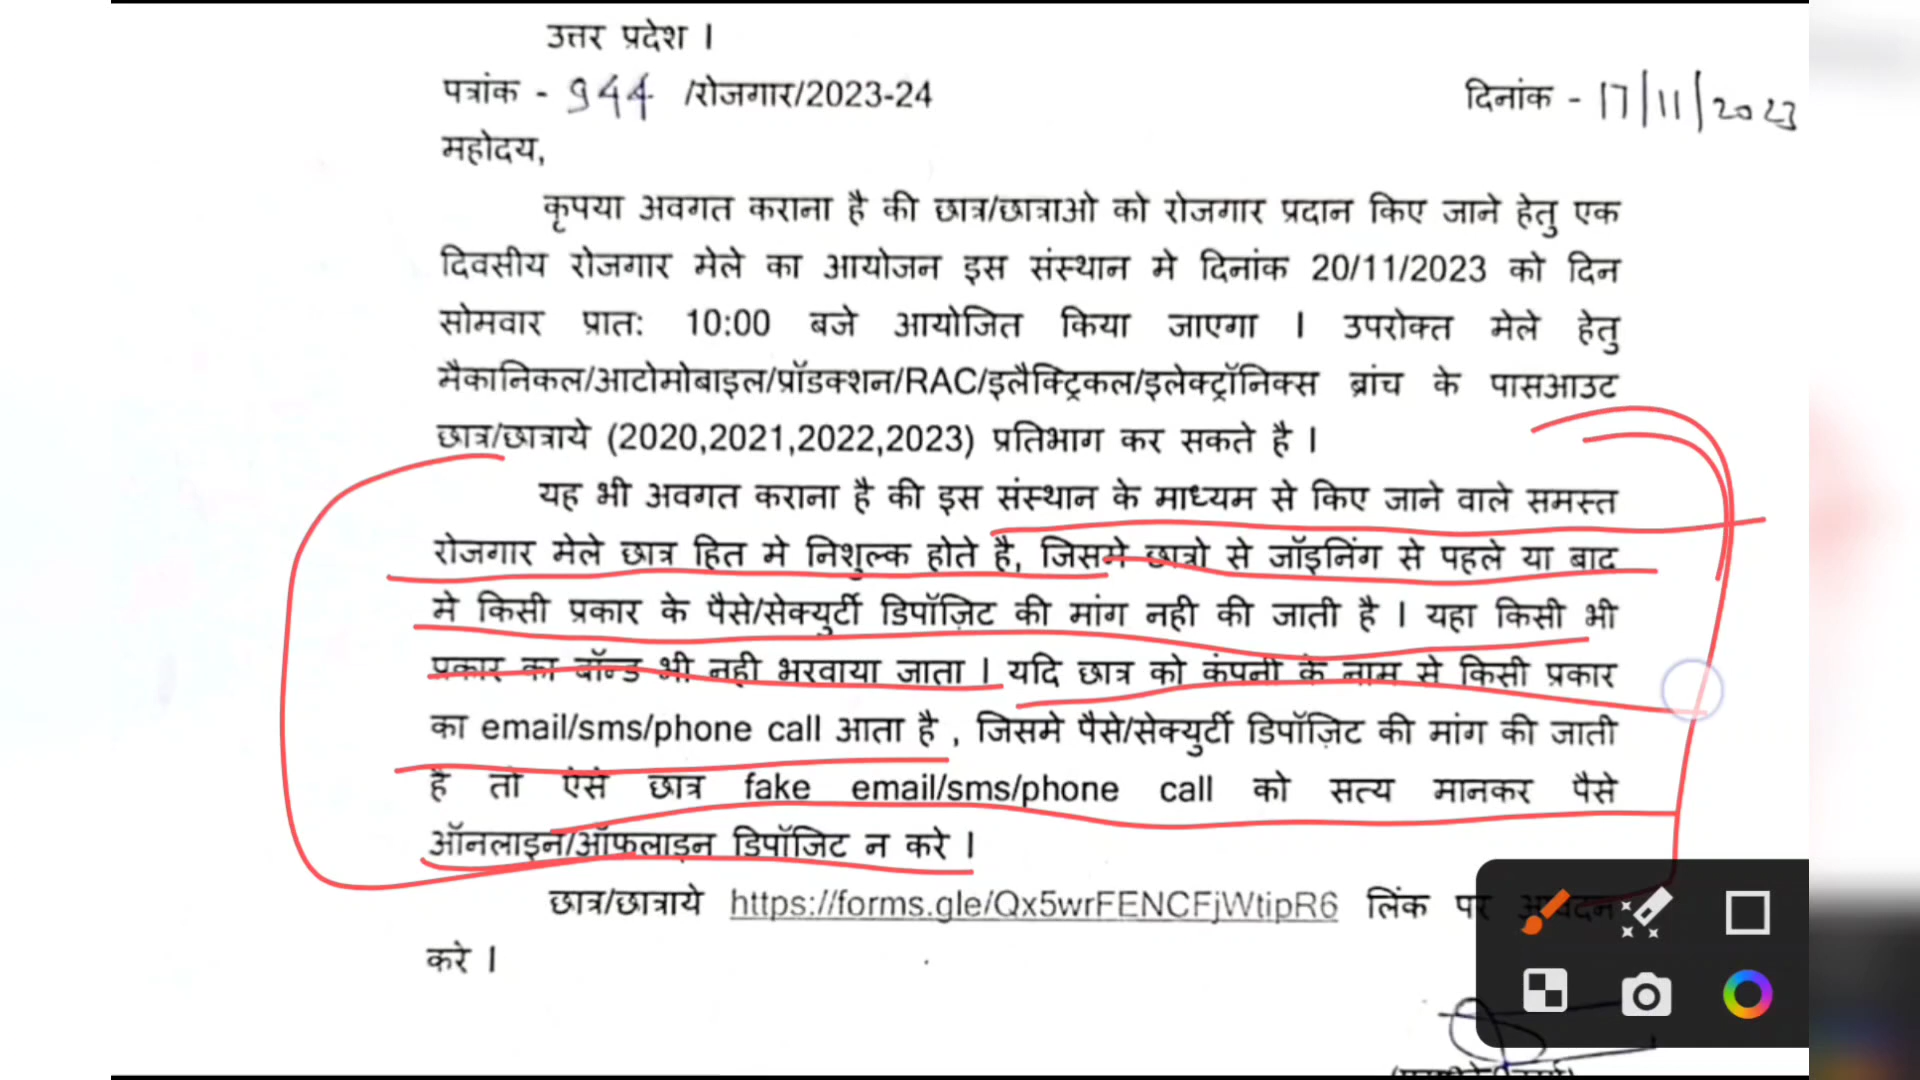 उत्तर प्रदेश ।
पत्रांक - 944 /रोजगार/2023-24
दिनांक - 17/11/2023
महोदय,
कृपया अवगत कराना है की छात्र/छात्राओ को रोजगार प्रदान किए जाने हेतु एक
दिवसीय रोजगार मेले का आयोजन इस संस्थान मे दिनांक 20/11/2023 को दिन
सोमवार प्रात: 10:00 बजे आयोजित किया जाएगा । उपरोक्त मेले हेतु
मैकानिकल/आटोमोबाइल/प्रॉडक्शन/RAC/इलैक्ट्रिकल/इलेक्ट्रॉनिक्स ब्रांच के पासआउट
छात्र/छात्राये (2020,2021,2022,2023) प्रतिभाग कर सकते है ।
यह भी अवगत कराना है की इस संस्थान के माध्यम से किए जाने वाले समस्त
रोजगार मेले छात्र हित मे निशुल्क होते है, जिसमे छात्रो से जॉइनिंग से पहले या बाद
मे किसी प्रकार के पैसे/सेक्युर्टी डिपॉज़िट की मांग नही की जाती है । यहा किसी भी
प्रकार का बॉन्ड भी नही भरवाया जाता । यदि छात्र को कंपनी के नाम से किसी प्रकार
का email/sms/phone call आता है , जिसमे पैसे/सेक्युर्टी डिपॉज़िट की मांग की जाती
है तो ऐसे छात्र fake email/sms/phone call को सत्य मानकर पैसे
ऑनलाइन/ऑफलाइन डिपॉजिट न करे ।
छात्र/छात्राये https://forms.gle/Qx5wrFENCFjWtipR6 लिंक पर आवेदन
करे ।